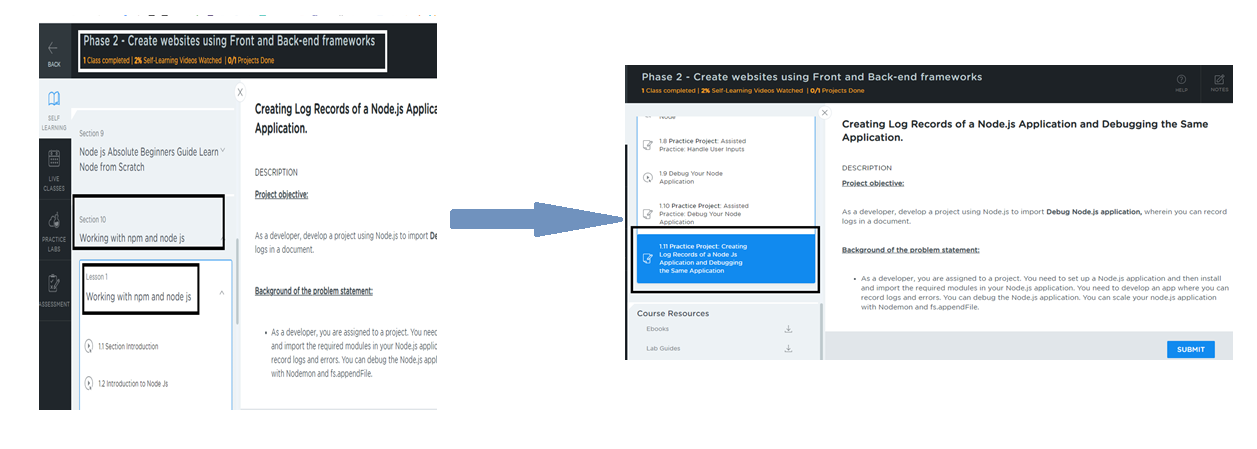 Phase 2 - Create websites using Front and Back-end frameworks
1 Class completed | 2% Self-Learning Videos Watched | 0/1 Projects Done
BACK
SELF
LEARNING
LIVE
CLASSES
PRACTICE
LABS
ASSESSMENT
Section 9
Node js Absolute Beginners Guide Learn
Node from Scratch
Section 10
Working with npm and node js
Lesson 1
Working with npm and node js
1.1 Section Introduction
1.2 Introduction to Node Js
X
Creating Log Records of a Node.js Applica
Application.
DESCRIPTION
Project objective:
As a developer, develop a project using Node.js to import De
logs in a document.
Background of the problem statement:
• As a developer, you are assigned to a project. You need
and import the required modules in your Node.js applic
record logs and errors. You can debug the Node.js appl
with Nodemon and fs.appendFile.
Phase 2 - Create websites using Front and Back-end frameworks
1 Class completed | 2% Self-Learning Videos Watched | 0/1 Projects Done
HELP
NOTES
Node
1.8 Practice Project: Assisted
Practice: Handle User Inputs
1.9 Debug Your Node
Application
1.10 Practice Project: Assisted
Practice: Debug Your Node
Application
1.11 Practice Project: Creating
Log Records of a Node Js
Application and Debugging
the Same Application
Course Resources
Ebooks
Lab Guides
X
Creating Log Records of a Node.js Application and Debugging the Same
Application.
DESCRIPTION
Project objective:
As a developer, develop a project using Node.js to import Debug Node.js application, wherein you can record
logs in a document.
Background of the problem statement:
• As a developer, you are assigned to a project. You need to set up a Node.js application and then install
and import the required modules in your Node.js application. You need to develop an app where you can
record logs and errors. You can debug the Node.js application. You can scale your node.js application
with Nodemon and fs.appendFile.
SUBMIT